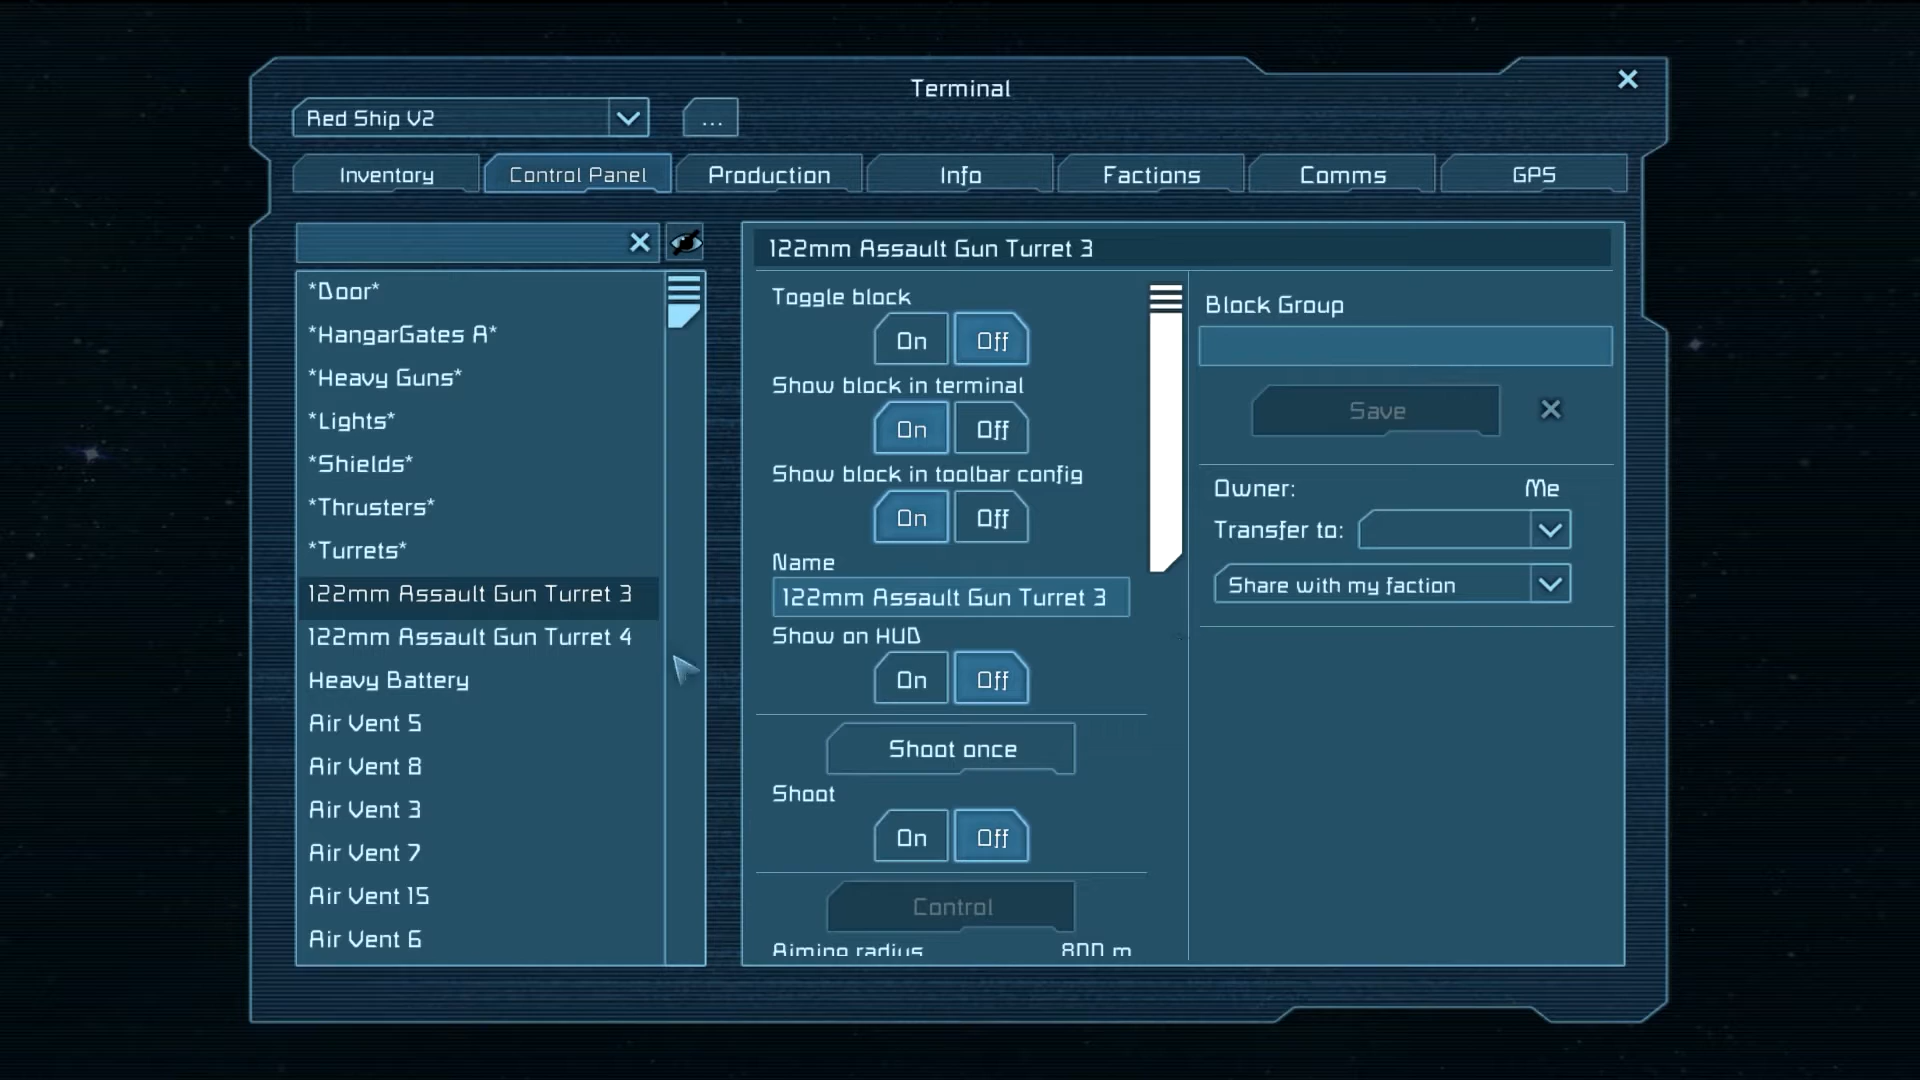 Terminal
Red Ship V2
...
Inventory
Control Panel
Production
Info
Factions
Comms
GPS
*Door*
*HangarGates A*
*Heavy Guns*
*Lights*
*Shields*
*Thrusters*
*Turrets*
122mm Assault Gun Turret 3
122mm Assault Gun Turret 4
Heavy Battery
Air Vent 5
Air Vent 8
Air Vent 3
Air Vent 7
Air Vent 15
Air Vent 6
122mm Assault Gun Turret 3
Toggle block
On Off
Show block in terminal
On Off
Show block in toolbar config
On Off
Name
122mm Assault Gun Turret 3
Show on HUD
On Off
Shoot once
Shoot
On Off
Control
Aiming radius 800 m
Block Group
Save
Owner: Me
Transfer to:
Share with my faction